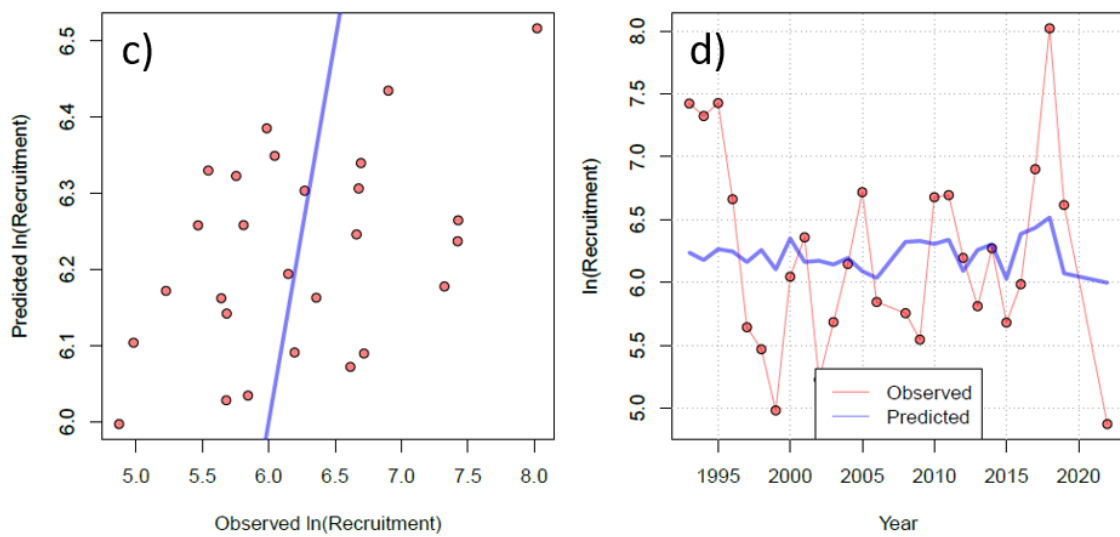 c)
6.5
6.4
6.3
6.2
6.1
6.0
Predicted ln(Recruitment)
5.0 5.5 6.0 6.5 7.0 7.5 8.0
Observed ln(Recruitment)
d)
8.0
7.5
7.0
6.5
6.0
5.5
5.0
ln(Recruitment)
Observed
Predicted
1995 2000 2005 2010 2015 2020
Year